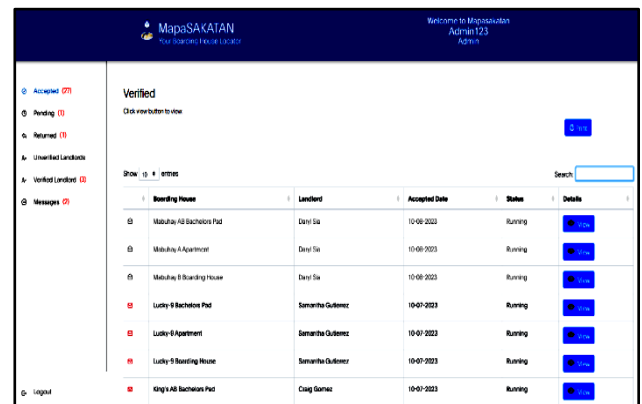 MapaSAKATAN
Your Boarding House Locator
Welcome to Mapasakatan
Admin123
Admin
Accepted (27)
Pending (1)
Returned (1)
Unverified Landlords
Verified Landlord (3)
Messages (2)
Logout
Verified
Click view button to view
Print
Show 10 entries
Search:
Boarding House Landlord Accepted Date Status Details
Mabuhay AB Bachelors Pad Daryl Sia 10-08-2023 Running View
Mabuhay A Apartment Daryl Sia 10-08-2023 Running View
Mabuhay B Boarding House Daryl Sia 10-08-2023 Running View
Lucky-9 Bachelors Pad Samantha Gutierrez 10-07-2023 Running View
Lucky-9 Apartment Samantha Gutierrez 10-07-2023 Running View
Lucky-9 Boarding House Samantha Gutierrez 10-07-2023 Running View
King's AB Bachelors Pad Craig Gomez 10-07-2023 Running View